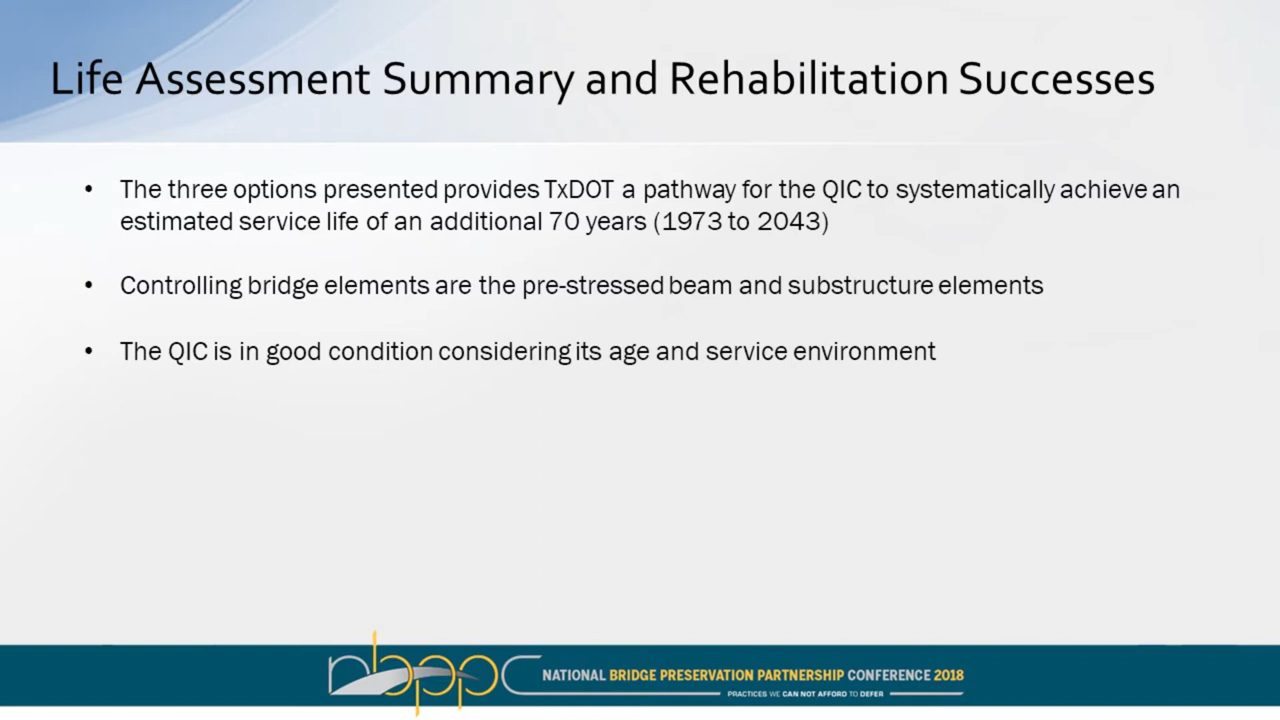 Life Assessment Summary and Rehabilitation Successes
• The three options presented provides TxDOT a pathway for the QIC to systematically achieve an
estimated service life of an additional 70 years (1973 to 2043)
• Controlling bridge elements are the pre-stressed beam and substructure elements
• The QIC is in good condition considering its age and service environment
nbppc
NATIONAL BRIDGE PRESERVATION PARTNERSHIP CONFERENCE 2018
PRACTICES WE CAN NOT AFFORD TO DEFER